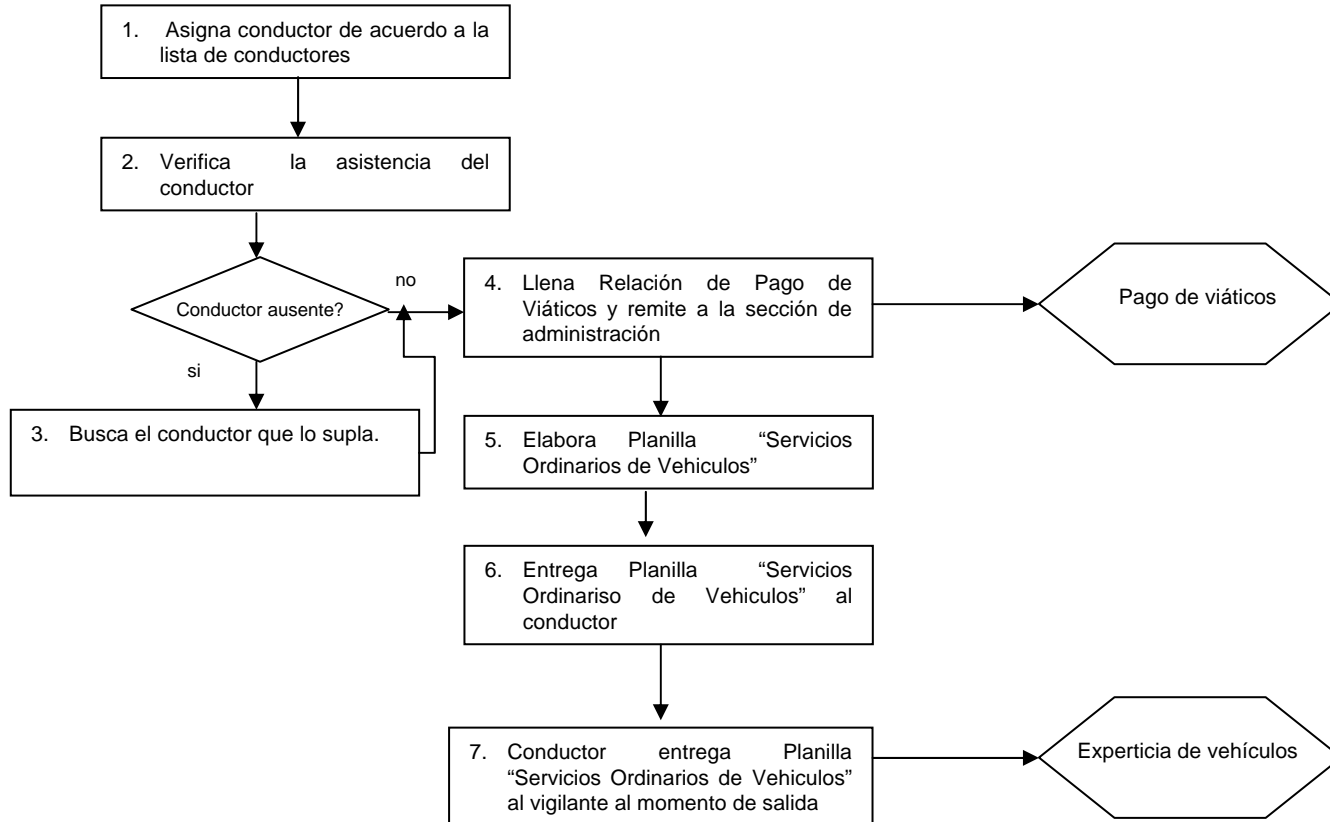 1. Asigna conductor de acuerdo a la
lista de conductores
2. Verifica la asistencia del
conductor
Conductor ausente?
no
si
3. Busca el conductor que lo supla.
4. Llena Relación de Pago de
Viáticos y remite a la sección de
administración
Pago de viáticos
5. Elabora Planilla “Servicios
Ordinarios de Vehiculos”
6. Entrega Planilla “Servicios
Ordinariso de Vehiculos” al
conductor
7. Conductor entrega Planilla
“Servicios Ordinarios de Vehiculos”
al vigilante al momento de salida
Experticia de vehículos